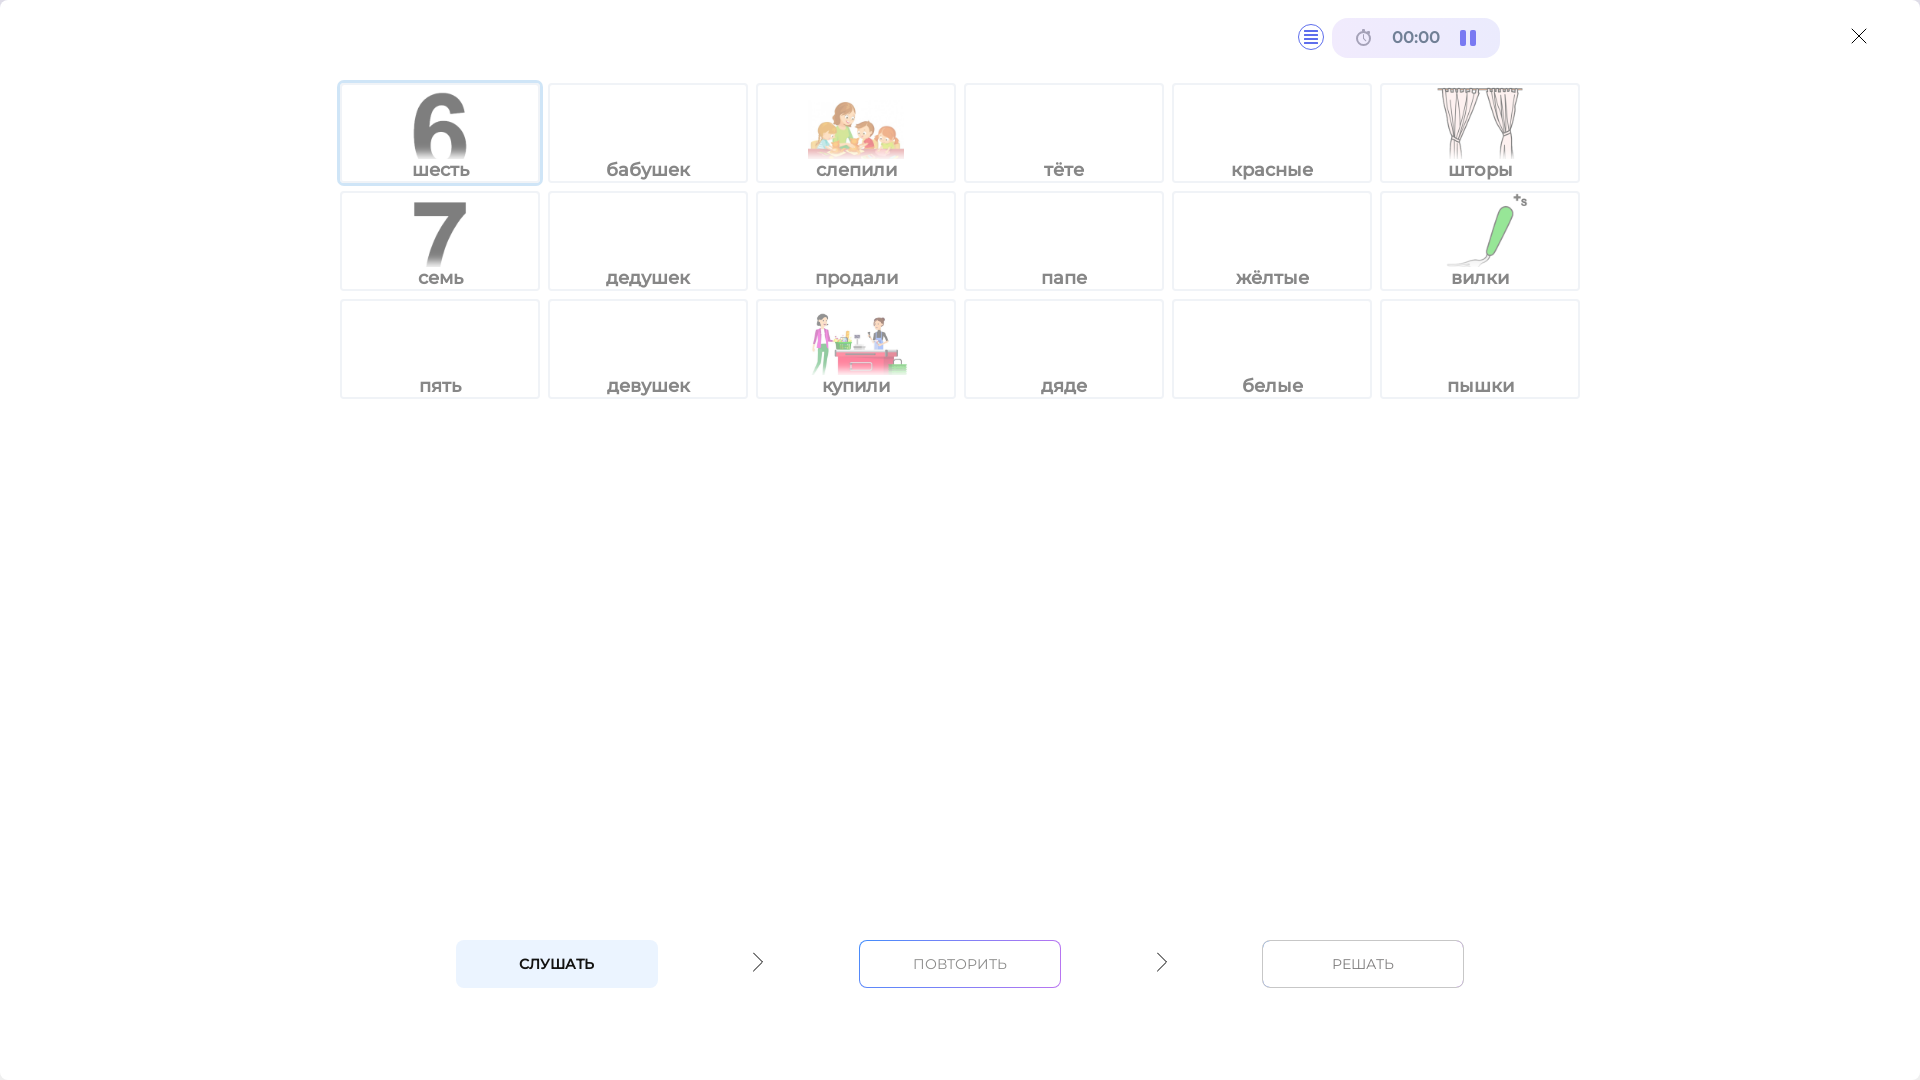 00:00
6
шесть бабушек слепили тёте красные шторы
7 +s
семь дедушек продали папе жёлтые вилки
пять девушек купили дяде белые пышки
СЛУШАТЬ ПОВТОРИТЬ РЕШАТЬ